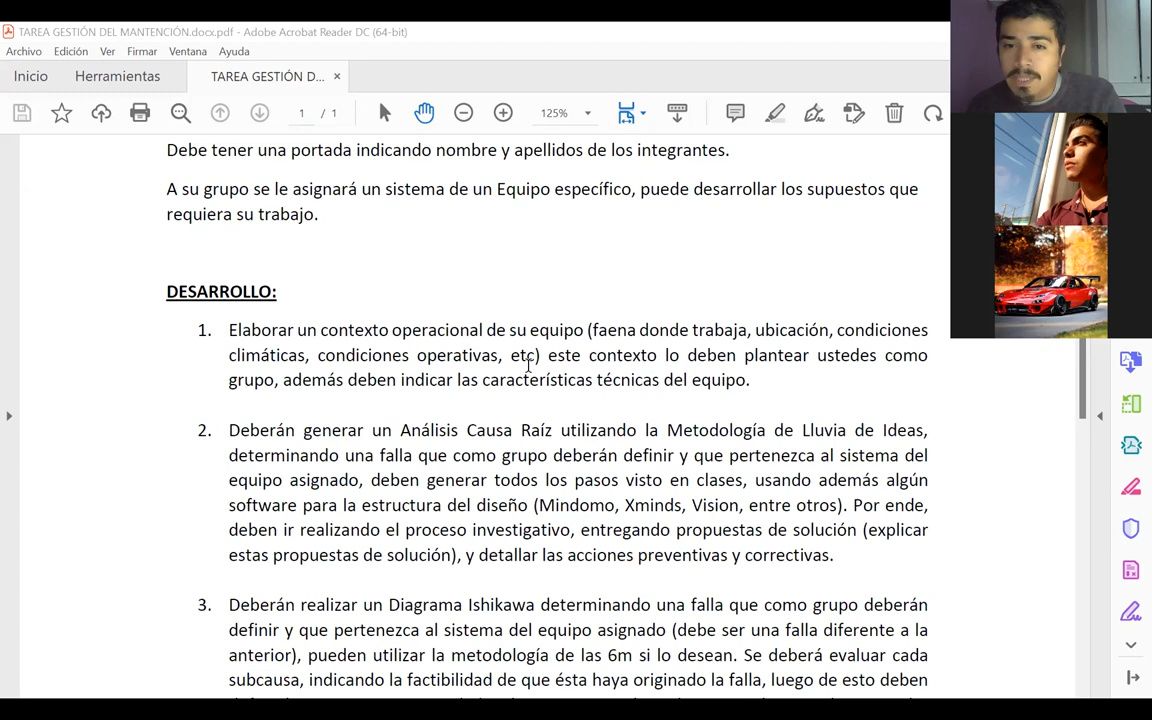 TAREA GESTIÓN DEL MANTENCIÓN.docx.pdf - Adobe Acrobat Reader DC (64-bit)
Archivo Edición Ver Firmar Ventana Ayuda
Inicio Herramientas TAREA GESTIÓN D... ×
1 / 1 125%
Debe tener una portada indicando nombre y apellidos de los integrantes.
A su grupo se le asignará un sistema de un Equipo específico, puede desarrollar los supuestos que
requiera su trabajo.
DESARROLLO:
1. Elaborar un contexto operacional de su equipo (faena donde trabaja, ubicación, condiciones
climáticas, condiciones operativas, etc) este contexto lo deben plantear ustedes como
grupo, además deben indicar las características técnicas del equipo.
2. Deberán generar un Análisis Causa Raíz utilizando la Metodología de Lluvia de Ideas,
determinando una falla que como grupo deberán definir y que pertenezca al sistema del
equipo asignado, deben generar todos los pasos visto en clases, usando además algún
software para la estructura del diseño (Mindomo, Xminds, Vision, entre otros). Por ende,
deben ir realizando el proceso investigativo, entregando propuestas de solución (explicar
estas propuestas de solución), y detallar las acciones preventivas y correctivas.
3. Deberán realizar un Diagrama Ishikawa determinando una falla que como grupo deberán
definir y que pertenezca al sistema del equipo asignado (debe ser una falla diferente a la
anterior), pueden utilizar la metodología de las 6m si lo desean. Se deberá evaluar cada
subcausa, indicando la factibilidad de que ésta haya originado la falla, luego de esto deben